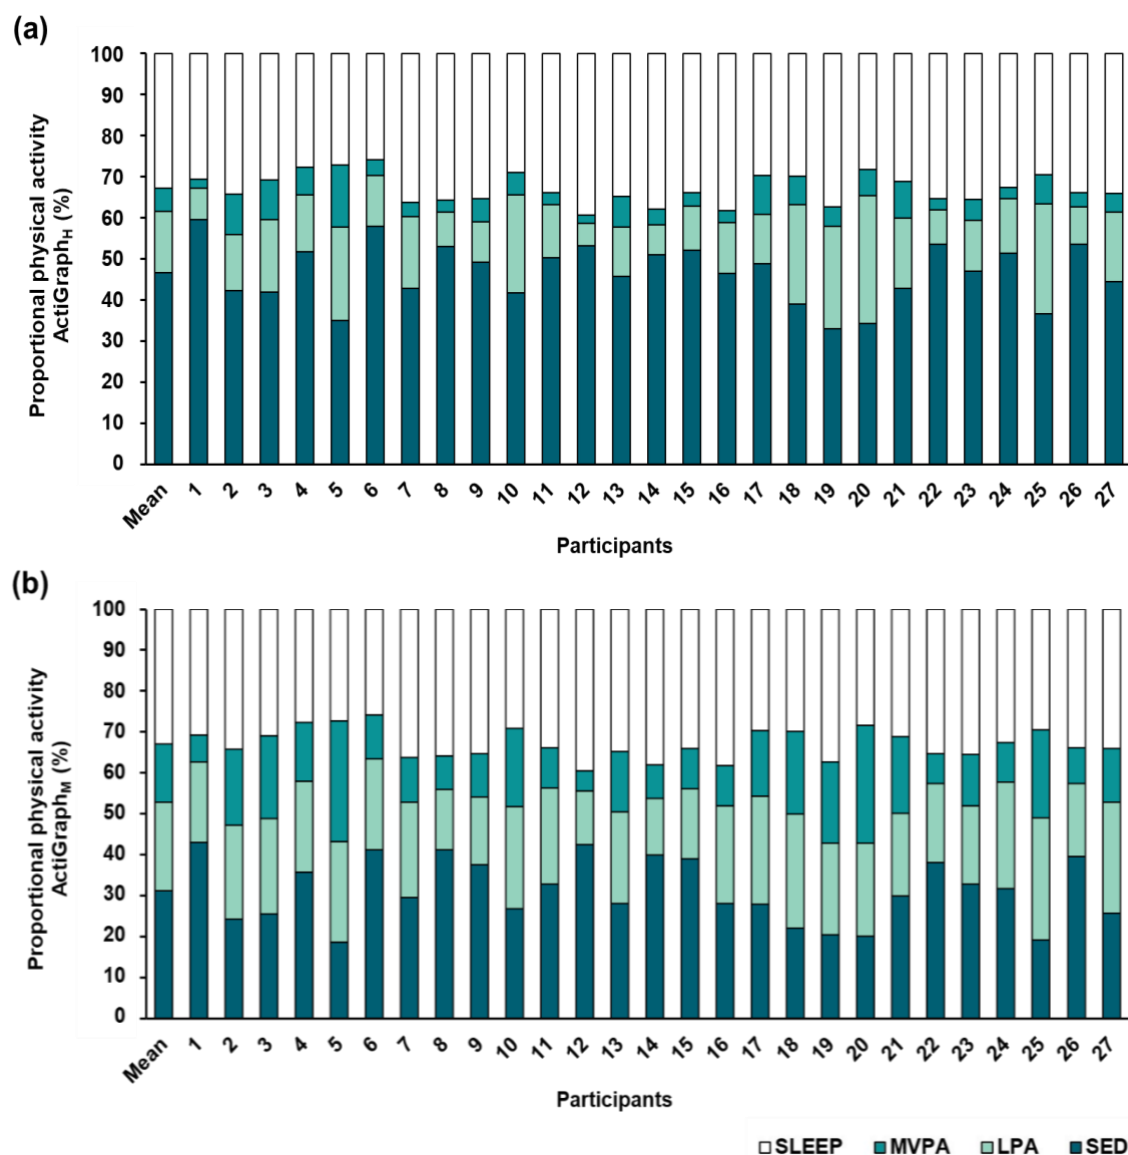 (a)
Proportional physical activity
ActiGraphH (%)
100
90
80
70
60
50
40
30
20
10
0
Mean 1 2 3 4 5 6 7 8 9 10 11 12 13 14 15 16 17 18 19 20 21 22 23 24 25 26 27
Participants
(b)
Proportional physical activity
ActiGraphM (%)
100
90
80
70
60
50
40
30
20
10
0
Mean 1 2 3 4 5 6 7 8 9 10 11 12 13 14 15 16 17 18 19 20 21 22 23 24 25 26 27
Participants
SLEEP MVPA LPA SED